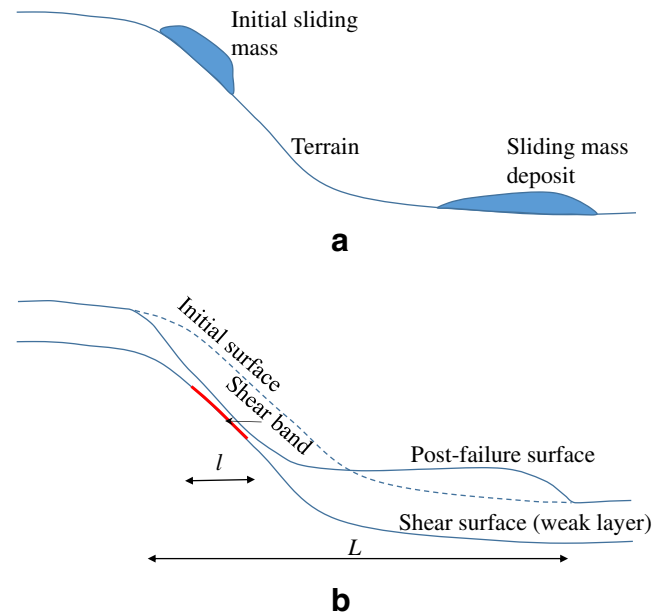 Initial sliding
mass
Terrain
Sliding mass
deposit
a
Initial surface
Shear band
l
Post-failure surface
Shear surface (weak layer)
L
b